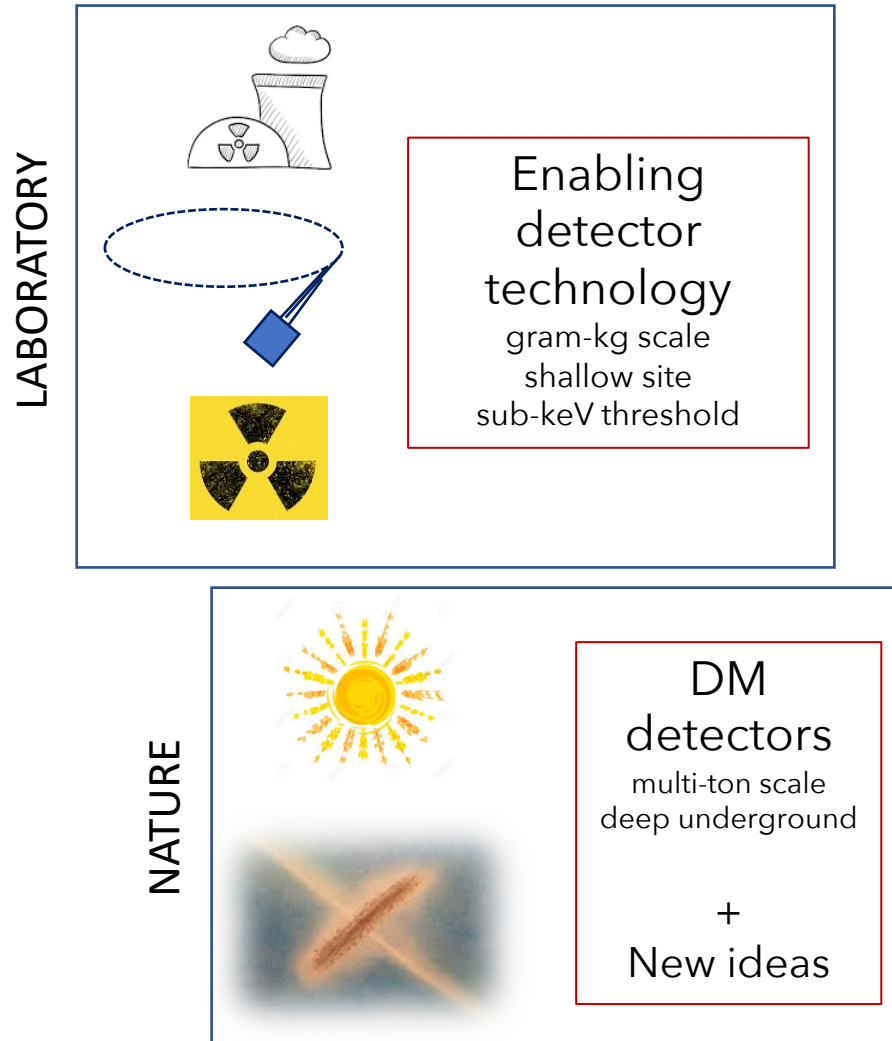 LABORATORY
Enabling
detector
technology
gram-kg scale
shallow site
sub-keV threshold
NATURE
DM
detectors
multi-ton scale
deep underground
+
New ideas